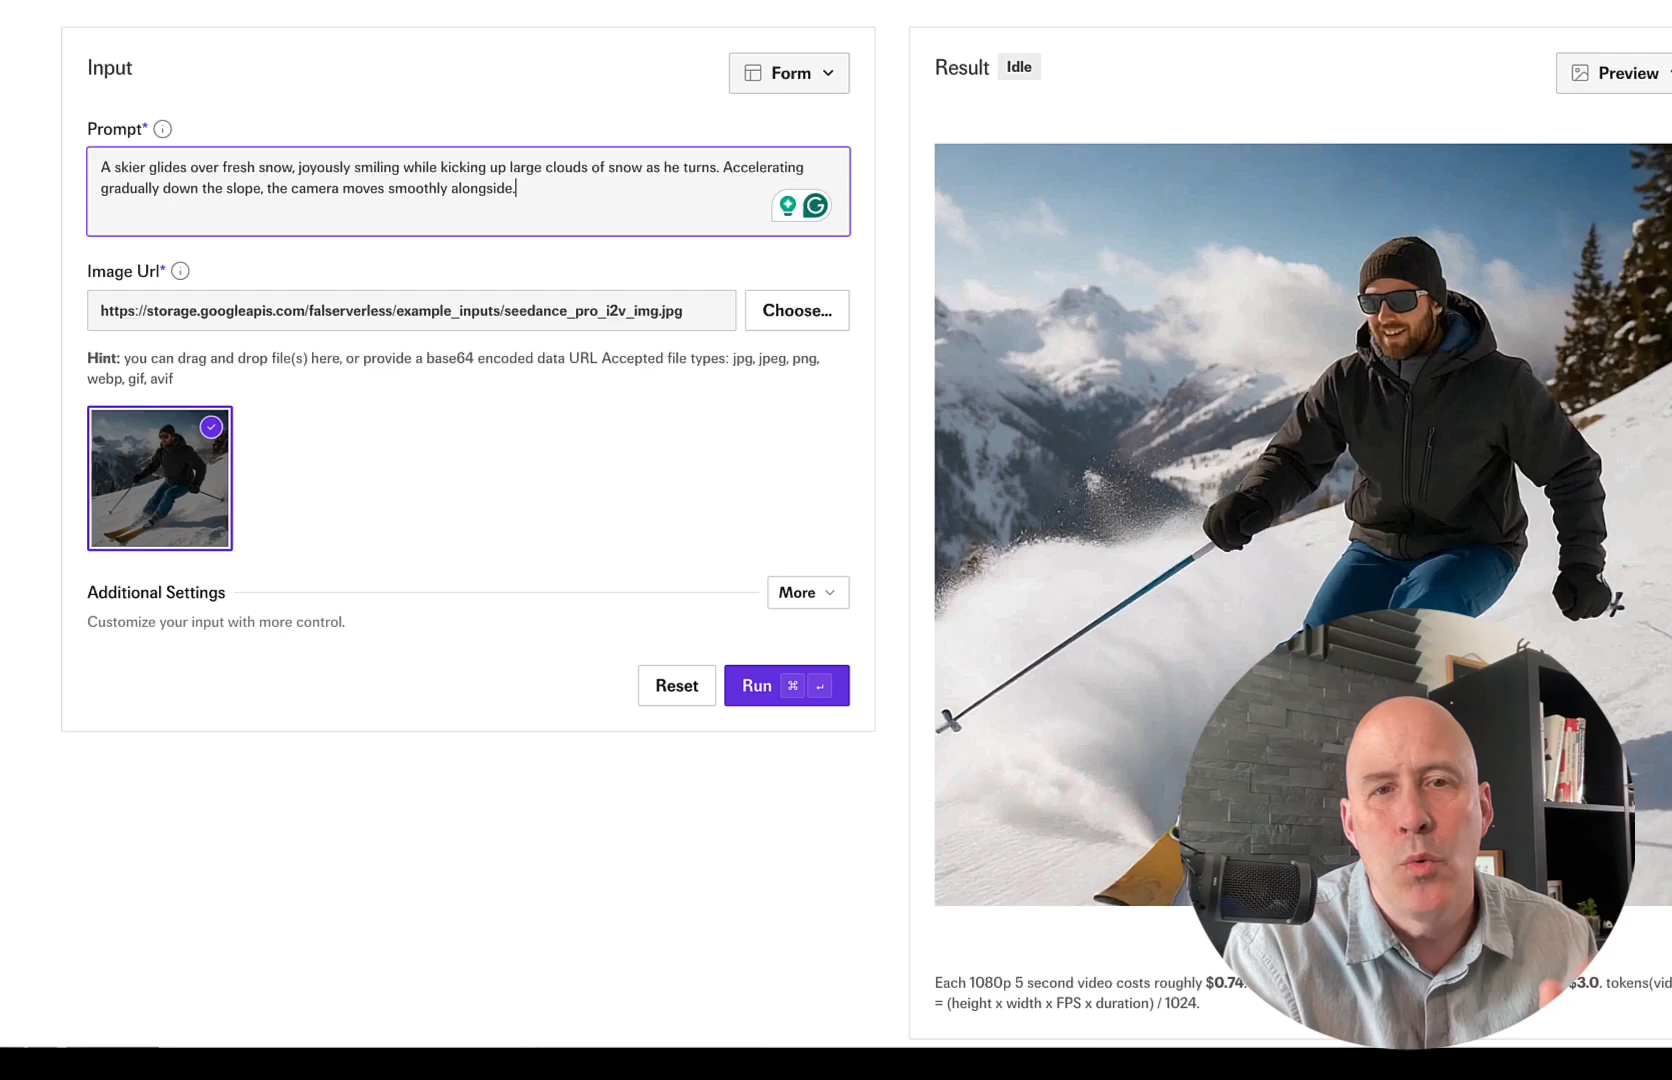 Input
Form
Prompt*
A skier glides over fresh snow, joyously smiling while kicking up large clouds of snow as he turns. Accelerating
gradually down the slope, the camera moves smoothly alongside.
Image Url*
https://storage.googleapis.com/falserverless/example_inputs/seedance_pro_i2v_img.jpg
Choose...
Hint: you can drag and drop file(s) here, or provide a base64 encoded data URL Accepted file types: jpg, jpeg, png,
webp, gif, avif
Additional Settings
More
Customize your input with more control.
Reset
Run ⌘ ↵
Result
Idle
Preview
Each 1080p 5 second video costs roughly $0.74. $3.0. tokens(vid
= (height x width x FPS x duration) / 1024.